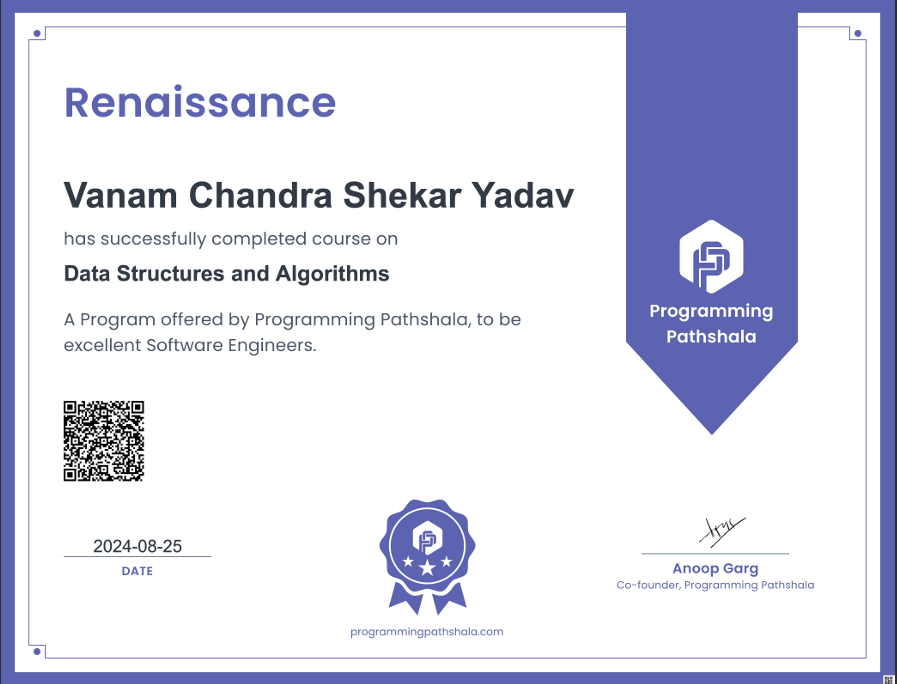 Renaissance
Vanam Chandra Shekar Yadav
has successfully completed course on
Data Structures and Algorithms
A Program offered by Programming Pathshala, to be
excellent Software Engineers.
Programming
Pathshala
2024-08-25
DATE
programmingpathshala.com
Anoop Garg
Co-founder, Programming Pathshala